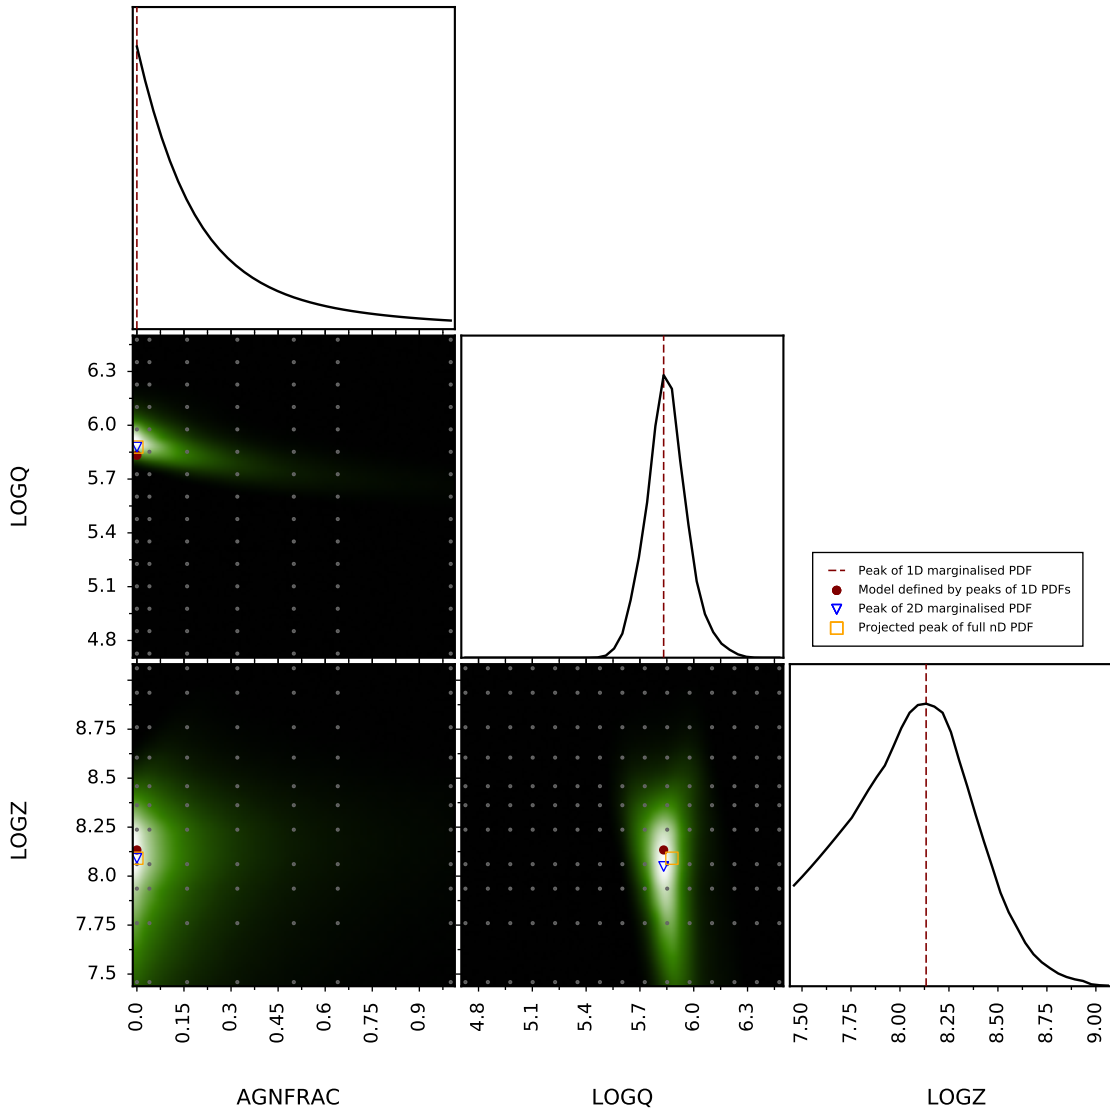 6.3
6.0
5.7
5.4
5.1
4.8
LOGQ
Peak of 1D marginalised PDF
Model defined by peaks of 1D PDFs
Peak of 2D marginalised PDF
Projected peak of full nD PDF
8.75
8.5
8.25
8.0
7.75
7.5
LOGZ
0.0 0.15 0.3 0.45 0.6 0.75 0.9
4.8 5.1 5.4 5.7 6.0 6.3
7.50 7.75 8.00 8.25 8.50 8.75 9.00
AGNFRAC LOGQ LOGZ